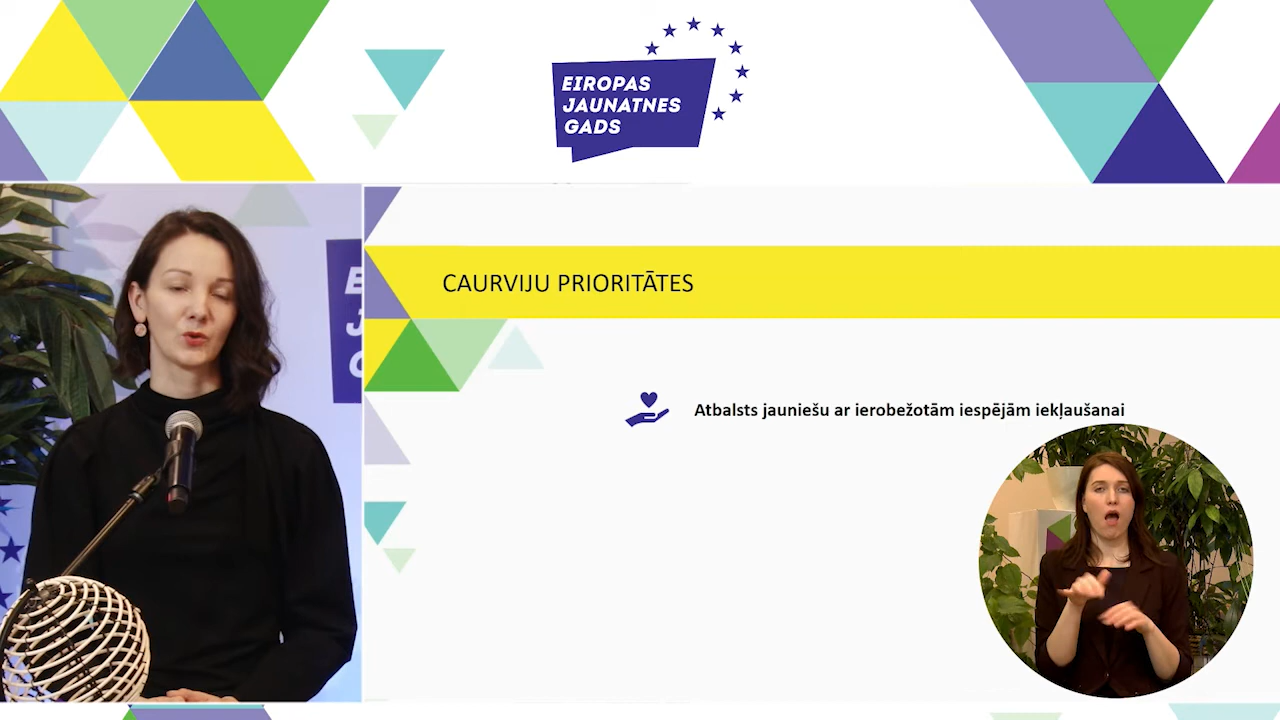 EIROPAS
JAUNATNES
GADS
CAURVIJU PRIORITĀTES
Atbalsts jauniešu ar ierobežotām iespējām iekļaušanai